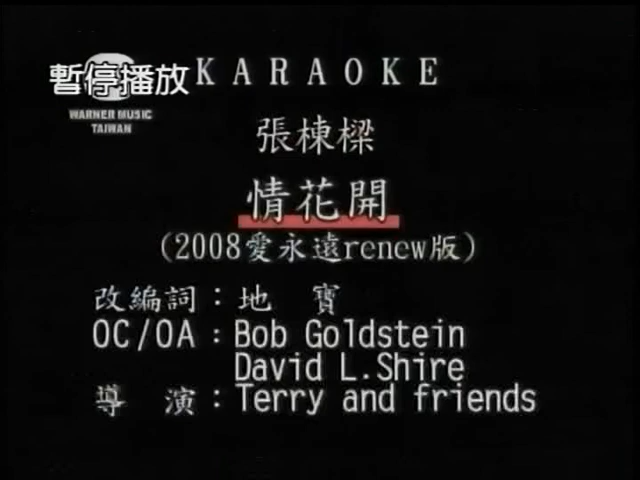 暫停播放
KARAOKE
WARNER MUSIC
TAIWAN
張棟樑
情花開
(2008愛永遠renew版)
改編詞：地 寶
OC/OA：Bob Goldstein
David L.Shire
導 演：Terry and friends